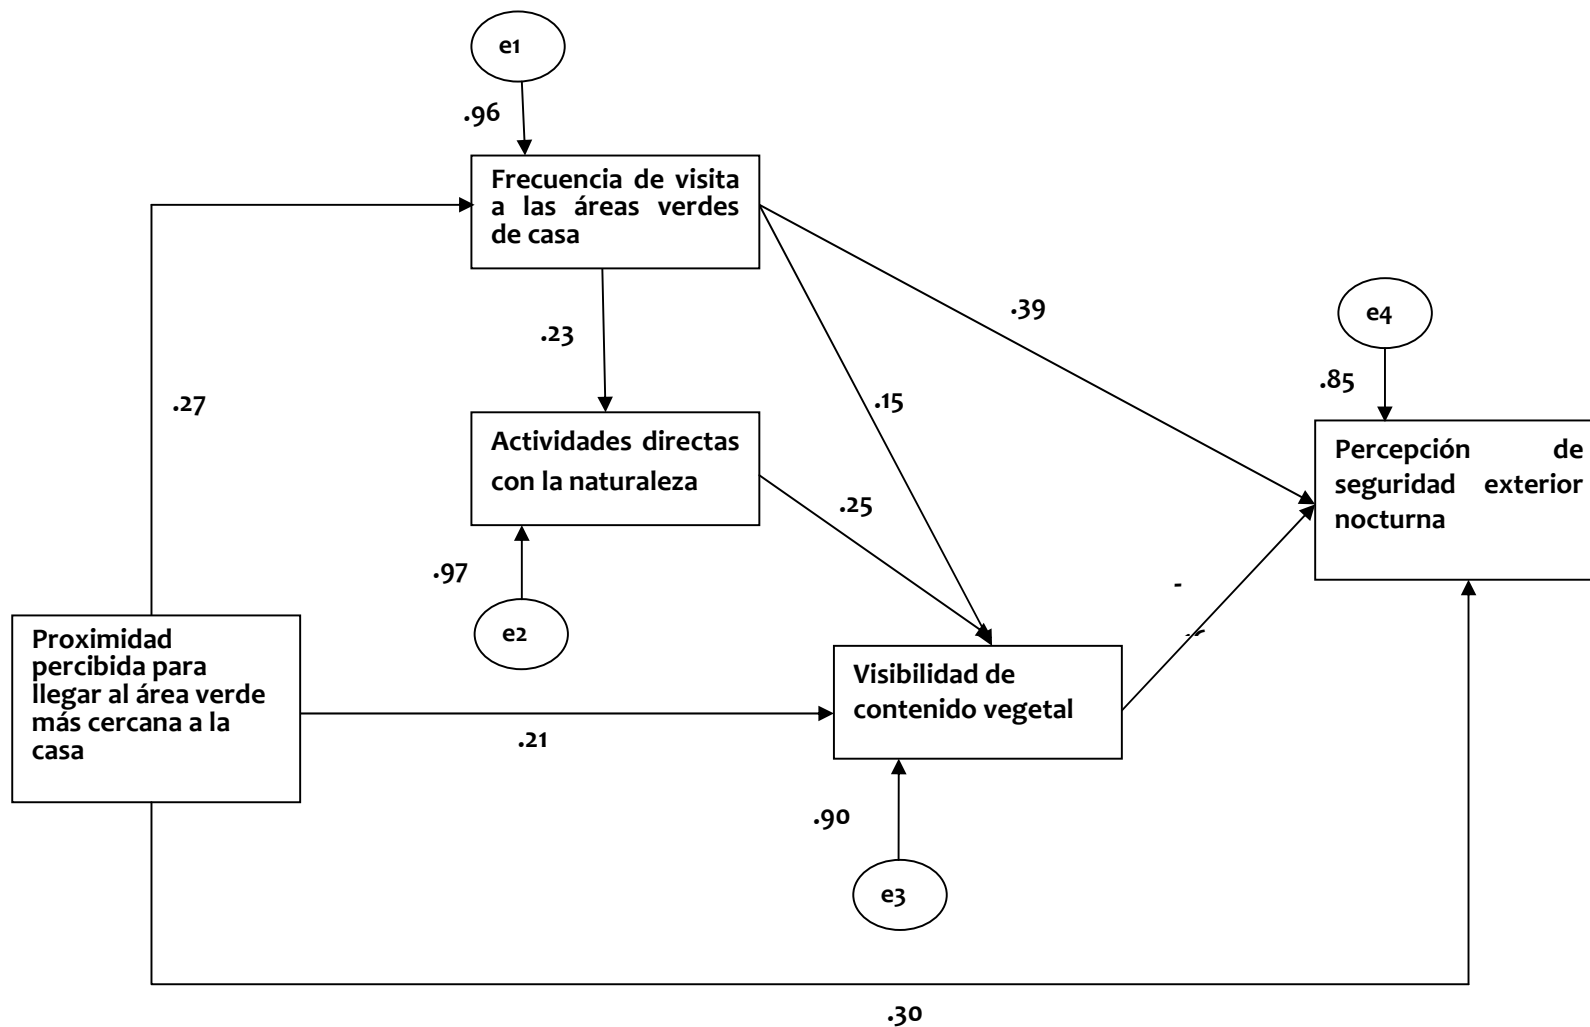 e1
.96
Frecuencia de visita
a las áreas verdes
de casa
.39
e4
.23
.85
.27
.15
Actividades directas
con la naturaleza
Percepción de
seguridad exterior
nocturna
.25
.97
-
e2
Proximidad
percibida para
llegar al área verde
más cercana a la
casa
Visibilidad de
contenido vegetal
.21
.90
e3
.30